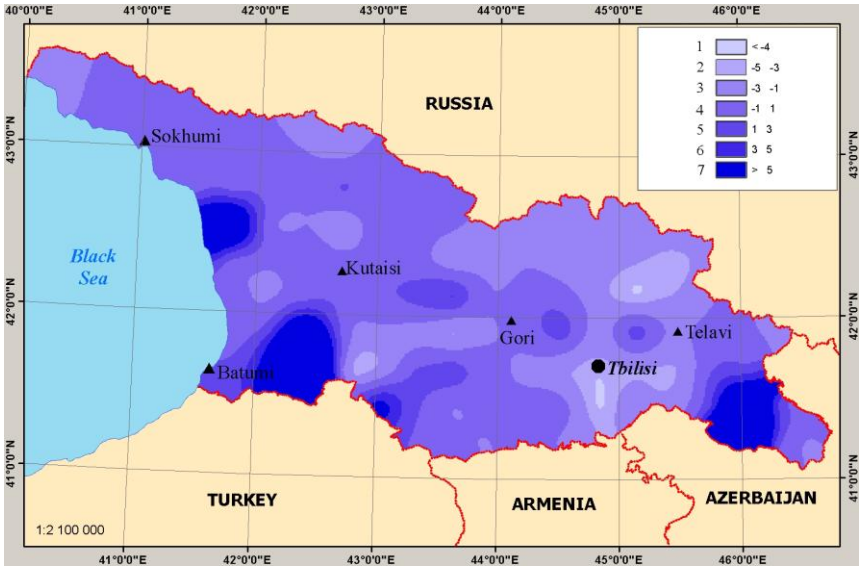 40°0'0"E 41°0'0"E 42°0'0"E 43°0'0"E 44°0'0"E 45°0'0"E 46°0'0"E
1 < -4
2 -5 -3
3 -3 -1
4 -1 1
5 1 3
6 3 5
7 > 5
RUSSIA
43°0'0"N
Sokhumi
43°0'0"N
Black
Sea
Kutaisi
42°0'0"N
Gori
Telavi
42°0'0"N
Batumi
Tbilisi
41°0'0"N
41°0'0"N
TURKEY
ARMENIA
AZERBAIJAN
1:2 100 000
41°0'0"E 42°0'0"E 43°0'0"E 44°0'0"E 45°0'0"E 46°0'0"E